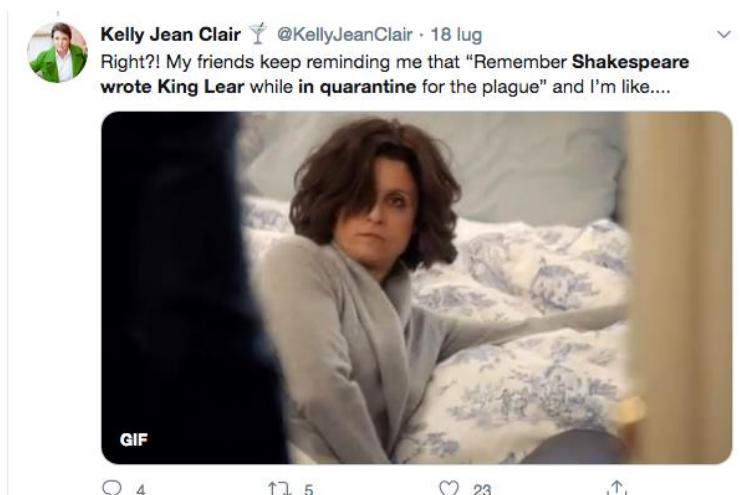 Kelly Jean Clair @KellyJeanClair · 18 lug
Right?! My friends keep reminding me that “Remember Shakespeare
wrote King Lear while in quarantine for the plague” and I’m like....
GIF
4 5 23